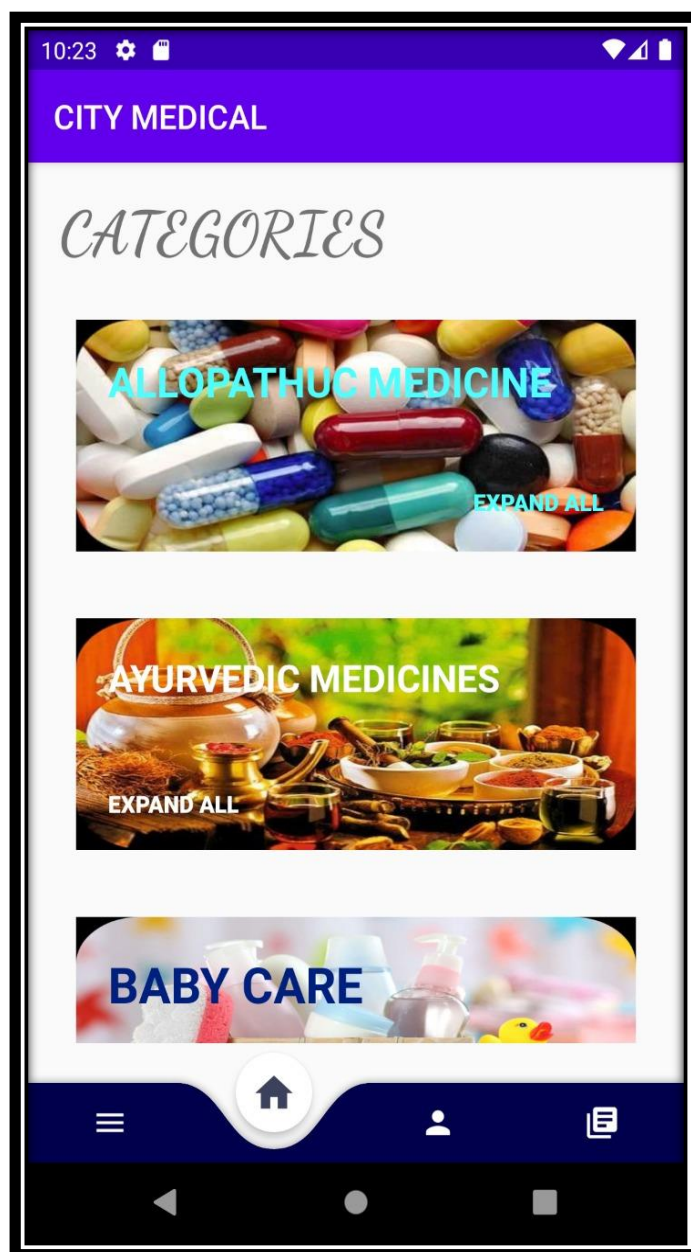 10:23
CITY MEDICAL
CATEGORIES
ALLOPATHUC MEDICINE
EXPAND ALL
AYURVEDIC MEDICINES
EXPAND ALL
BABY CARE